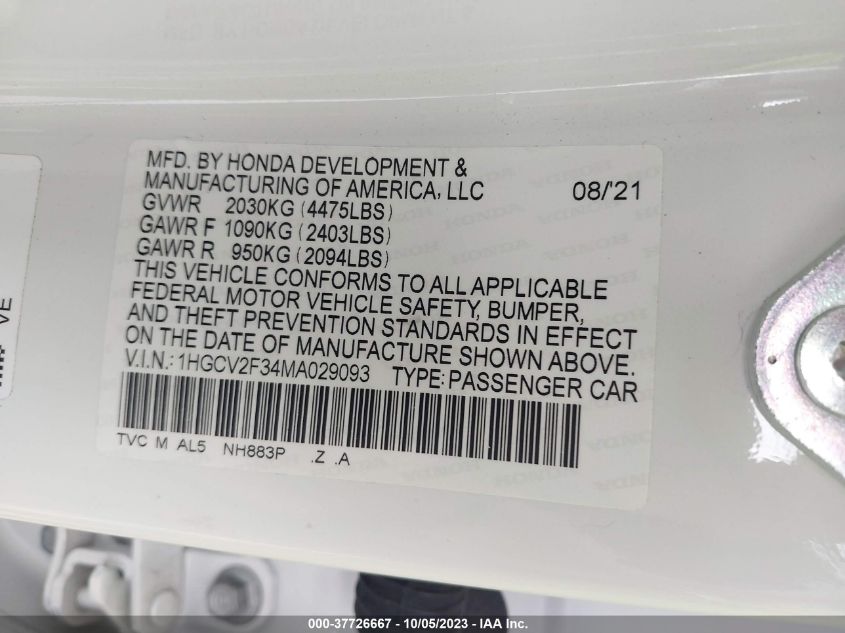 MFD. BY HONDA DEVELOPMENT &
MANUFACTURING OF AMERICA, LLC 08/'21
GVWR 2030KG (4475LBS)
GAWR F 1090KG (2403LBS)
GAWR R 950KG (2094LBS)
THIS VEHICLE CONFORMS TO ALL APPLICABLE
FEDERAL MOTOR VEHICLE SAFETY, BUMPER,
AND THEFT PREVENTION STANDARDS IN EFFECT
ON THE DATE OF MANUFACTURE SHOWN ABOVE.
V.I.N.: 1HGCV2F34MA029093 TYPE: PASSENGER CAR
TVC M AL5 NH883P .Z .A
VE
000-37726667 - 10/05/2023 - IAA Inc.